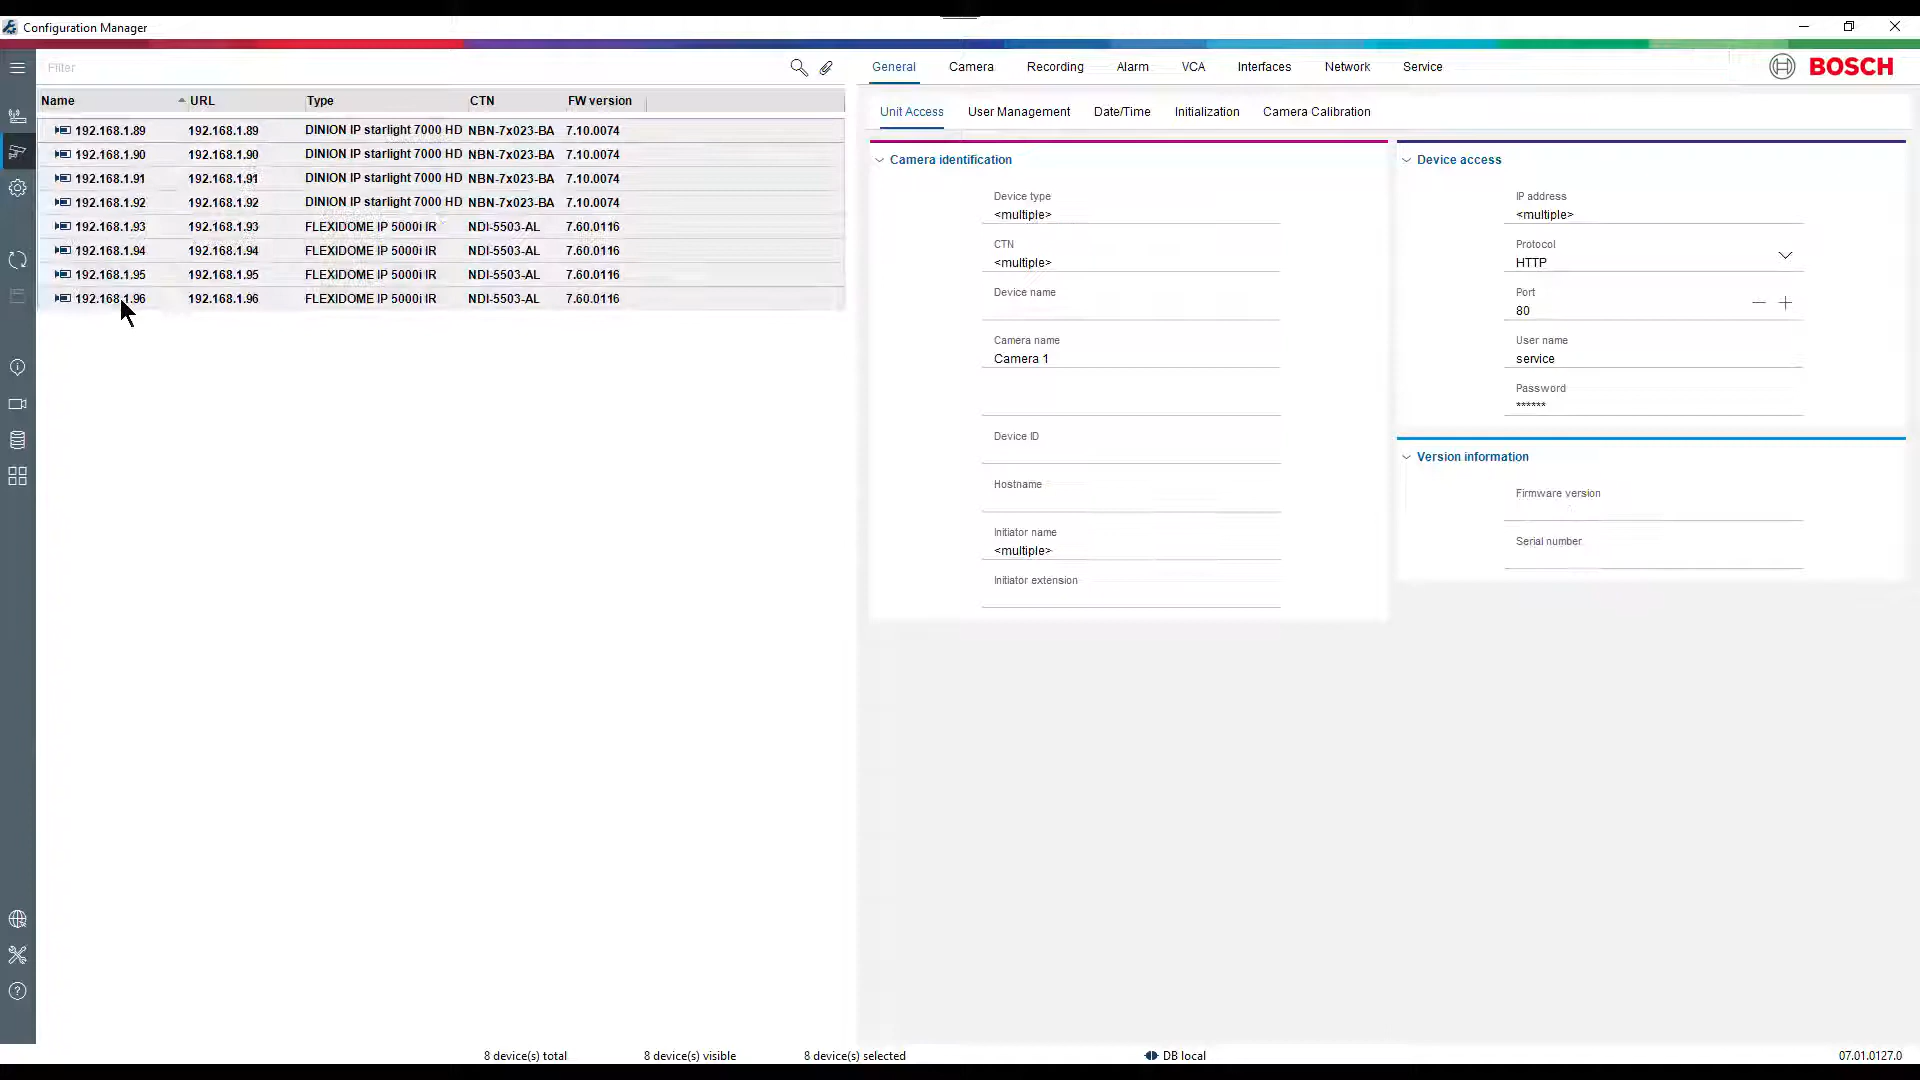 Configuration Manager
Filter
General Camera Recording Alarm VCA Interfaces Network Service
BOSCH
Name URL Type CTN FW version
Unit Access User Management Date/Time Initialization Camera Calibration
192.168.1.89 192.168.1.89 DINION IP starlight 7000 HD NBN-7x023-BA 7.10.0074
192.168.1.90 192.168.1.90 DINION IP starlight 7000 HD NBN-7x023-BA 7.10.0074
192.168.1.91 192.168.1.91 DINION IP starlight 7000 HD NBN-7x023-BA 7.10.0074
192.168.1.92 192.168.1.92 DINION IP starlight 7000 HD NBN-7x023-BA 7.10.0074
192.168.1.93 192.168.1.93 FLEXIDOME IP 5000i IR NDI-5503-AL 7.60.0116
192.168.1.94 192.168.1.94 FLEXIDOME IP 5000i IR NDI-5503-AL 7.60.0116
192.168.1.95 192.168.1.95 FLEXIDOME IP 5000i IR NDI-5503-AL 7.60.0116
192.168.1.96 192.168.1.96 FLEXIDOME IP 5000i IR NDI-5503-AL 7.60.0116
Camera identification
Device type
<multiple>
CTN
<multiple>
Device name
Camera name
Camera 1
Device ID
Hostname
Initiator name
<multiple>
Initiator extension
Device access
IP address
<multiple>
Protocol
HTTP
Port
80
User name
service
Password
******
Version information
Firmware version
Serial number
8 device(s) total 8 device(s) visible 8 device(s) selected DB local 07.01.0127.0